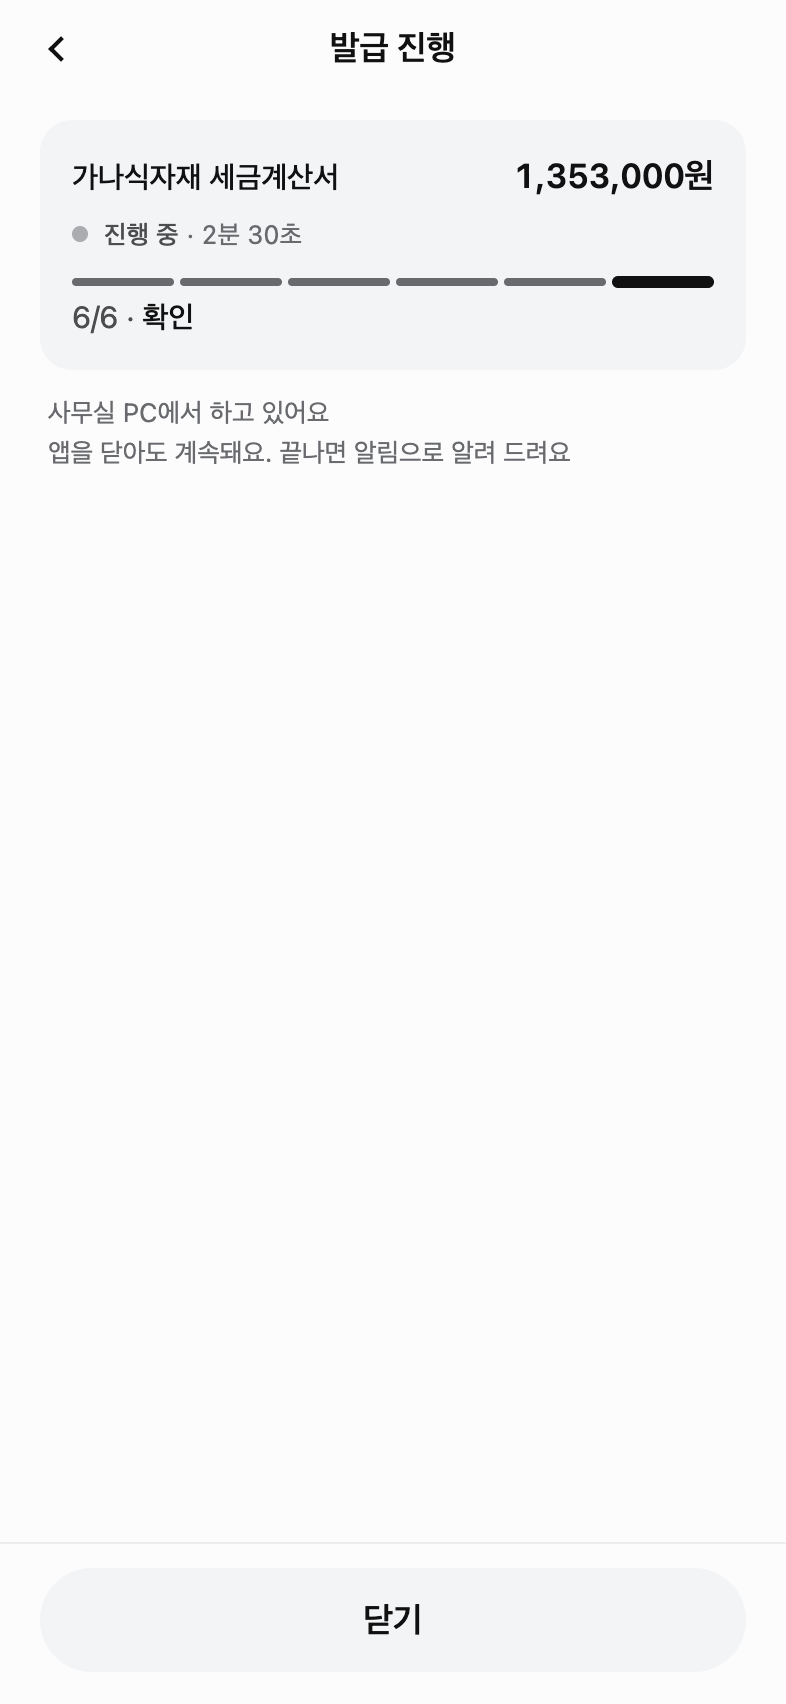 발급 진행
가나식자재 세금계산서 1,353,000원
진행 중 · 2분 30초
6/6 · 확인
사무실 PC에서 하고 있어요
앱을 닫아도 계속돼요. 끝나면 알림으로 알려 드려요
닫기